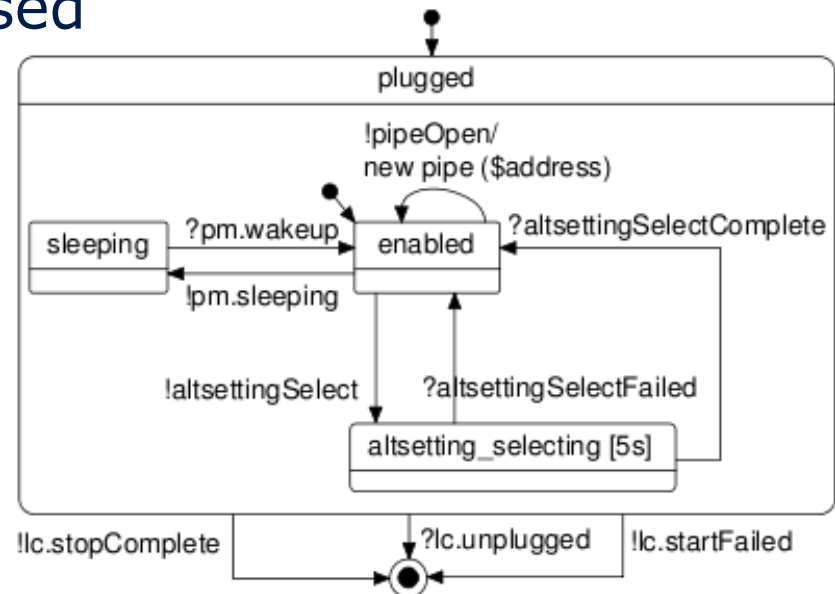 sed
plugged
!pipeOpen/
new pipe ($address)
?altsettingSelectComplete
?pm.wakeup
sleeping
enabled
!pm.sleeping
!altsettingSelect
?altsettingSelectFailed
altsetting_selecting [5s]
!lc.stopComplete
?lc.unplugged
!lc.startFailed